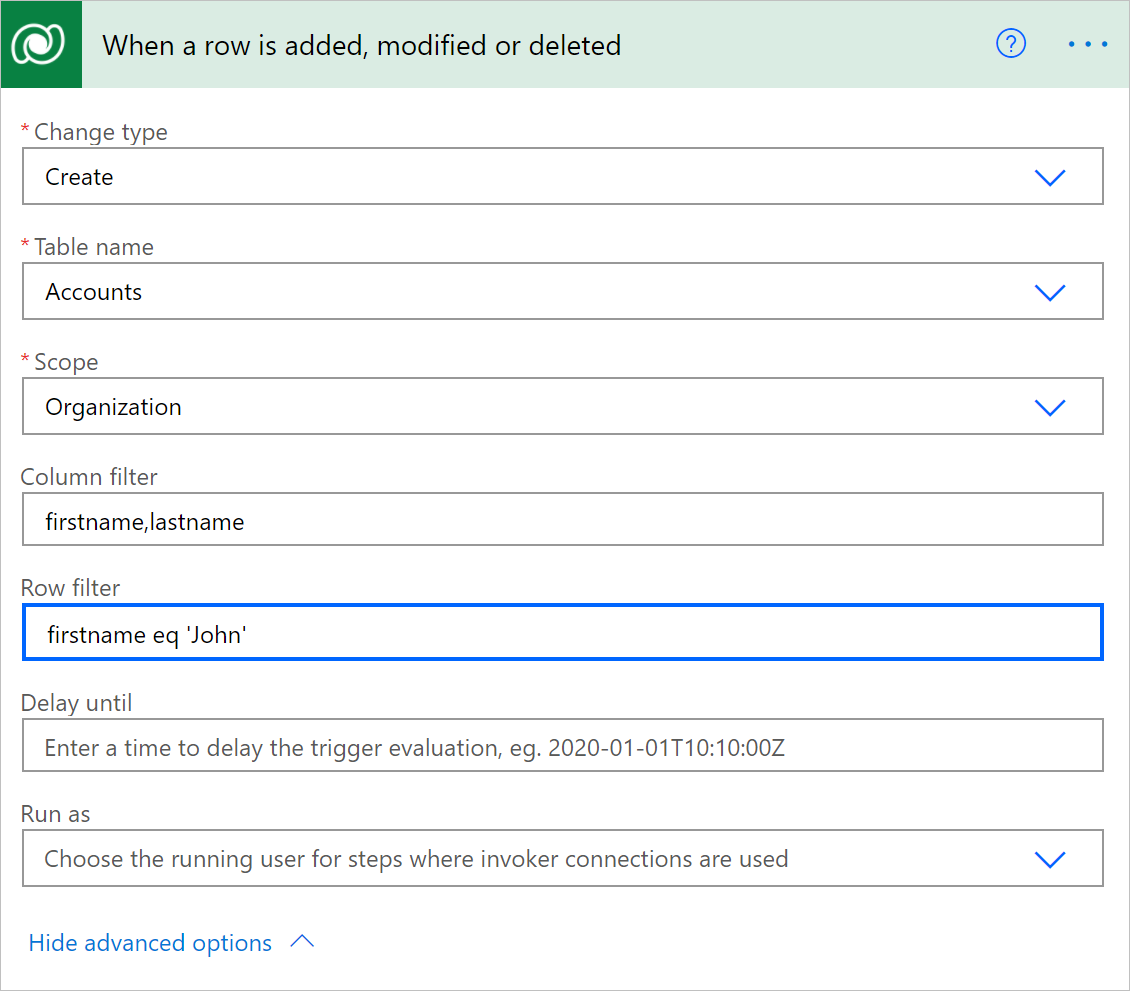 When a row is added, modified or deleted
* Change type
Create
* Table name
Accounts
* Scope
Organization
Column filter
firstname,lastname
Row filter
firstname eq 'John'
Delay until
Enter a time to delay the trigger evaluation, eg. 2020-01-01T10:10:00Z
Run as
Choose the running user for steps where invoker connections are used
Hide advanced options